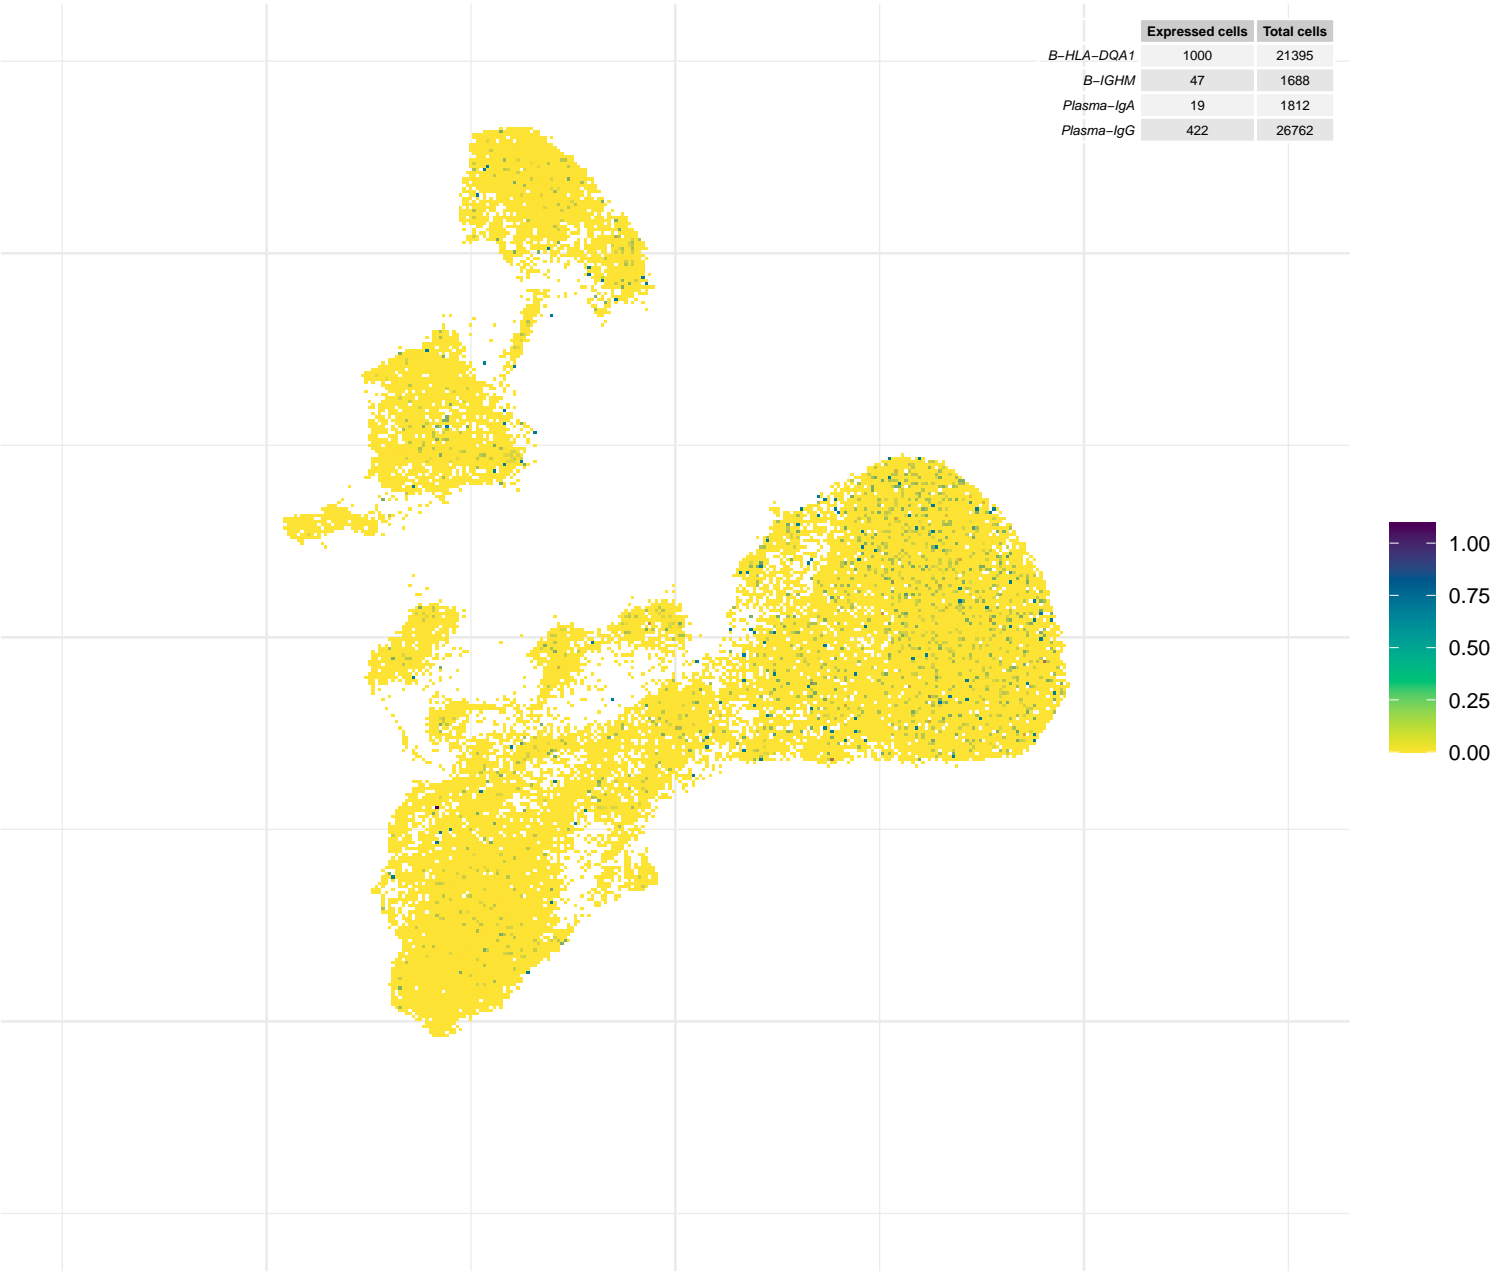 Expressed cells Total cells
B−HLA−DQA1 1000 21395
B−IGHM 47 1688
Plasma−IgA 19 1812
Plasma−IgG 422 26762
1.00
0.75
0.50
0.25
0.00